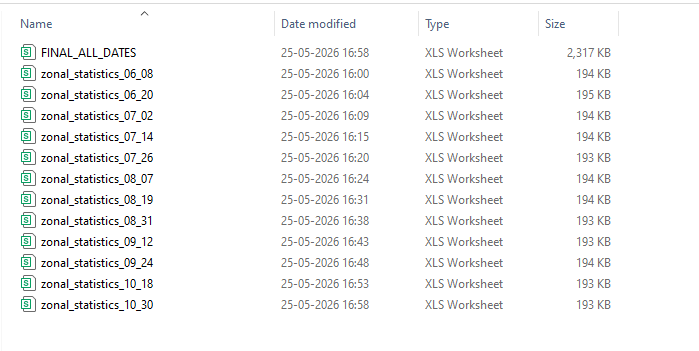 Name Date modified Type Size
FINAL_ALL_DATES 25-05-2026 16:58 XLS Worksheet 2,317 KB
zonal_statistics_06_08 25-05-2026 16:00 XLS Worksheet 194 KB
zonal_statistics_06_20 25-05-2026 16:04 XLS Worksheet 195 KB
zonal_statistics_07_02 25-05-2026 16:09 XLS Worksheet 194 KB
zonal_statistics_07_14 25-05-2026 16:15 XLS Worksheet 194 KB
zonal_statistics_07_26 25-05-2026 16:20 XLS Worksheet 193 KB
zonal_statistics_08_07 25-05-2026 16:24 XLS Worksheet 194 KB
zonal_statistics_08_19 25-05-2026 16:31 XLS Worksheet 194 KB
zonal_statistics_08_31 25-05-2026 16:38 XLS Worksheet 193 KB
zonal_statistics_09_12 25-05-2026 16:43 XLS Worksheet 193 KB
zonal_statistics_09_24 25-05-2026 16:48 XLS Worksheet 194 KB
zonal_statistics_10_18 25-05-2026 16:53 XLS Worksheet 193 KB
zonal_statistics_10_30 25-05-2026 16:58 XLS Worksheet 193 KB